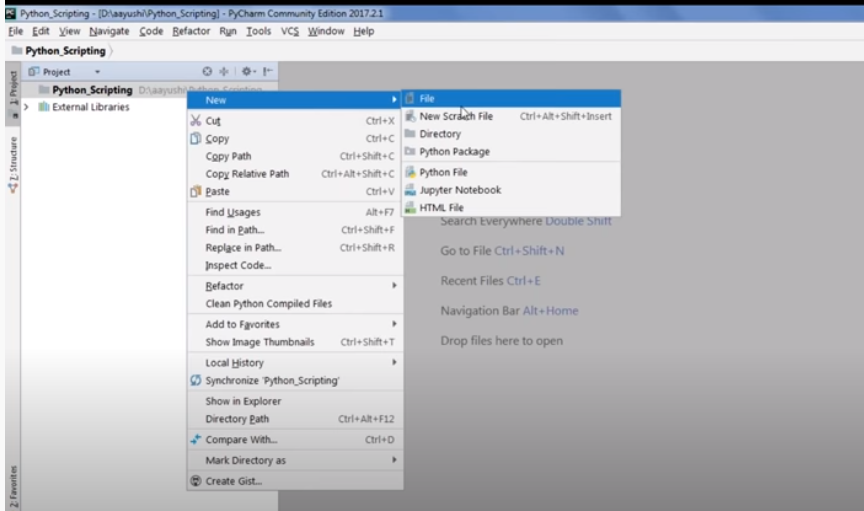 Python_Scripting - [D:\aayushi\Python_Scripting] - PyCharm Community Edition 2017.2.1
File Edit View Navigate Code Refactor Run Tools VCS Window Help
Python_Scripting
Project
Python_Scripting D:\aayushi\Python_Scripting
External Libraries
1: Project
Z: Structure
2: Favorites
New
Cut Ctrl+X
Copy Ctrl+C
Copy Path Ctrl+Shift+C
Copy Relative Path Ctrl+Alt+Shift+C
Paste Ctrl+V
Find Usages Alt+F7
Find in Path... Ctrl+Shift+F
Replace in Path... Ctrl+Shift+R
Inspect Code...
Refactor
Clean Python Compiled Files
Add to Favorites
Show Image Thumbnails Ctrl+Shift+T
Local History
Synchronize 'Python_Scripting'
Show in Explorer
Directory Path Ctrl+Alt+F12
Compare With... Ctrl+D
Mark Directory as
Create Gist...
File
New Scratch File Ctrl+Alt+Shift+Insert
Directory
Python Package
Python File
Jupyter Notebook
HTML File
Search Everywhere Double Shift
Go to File Ctrl+Shift+N
Recent Files Ctrl+E
Navigation Bar Alt+Home
Drop files here to open